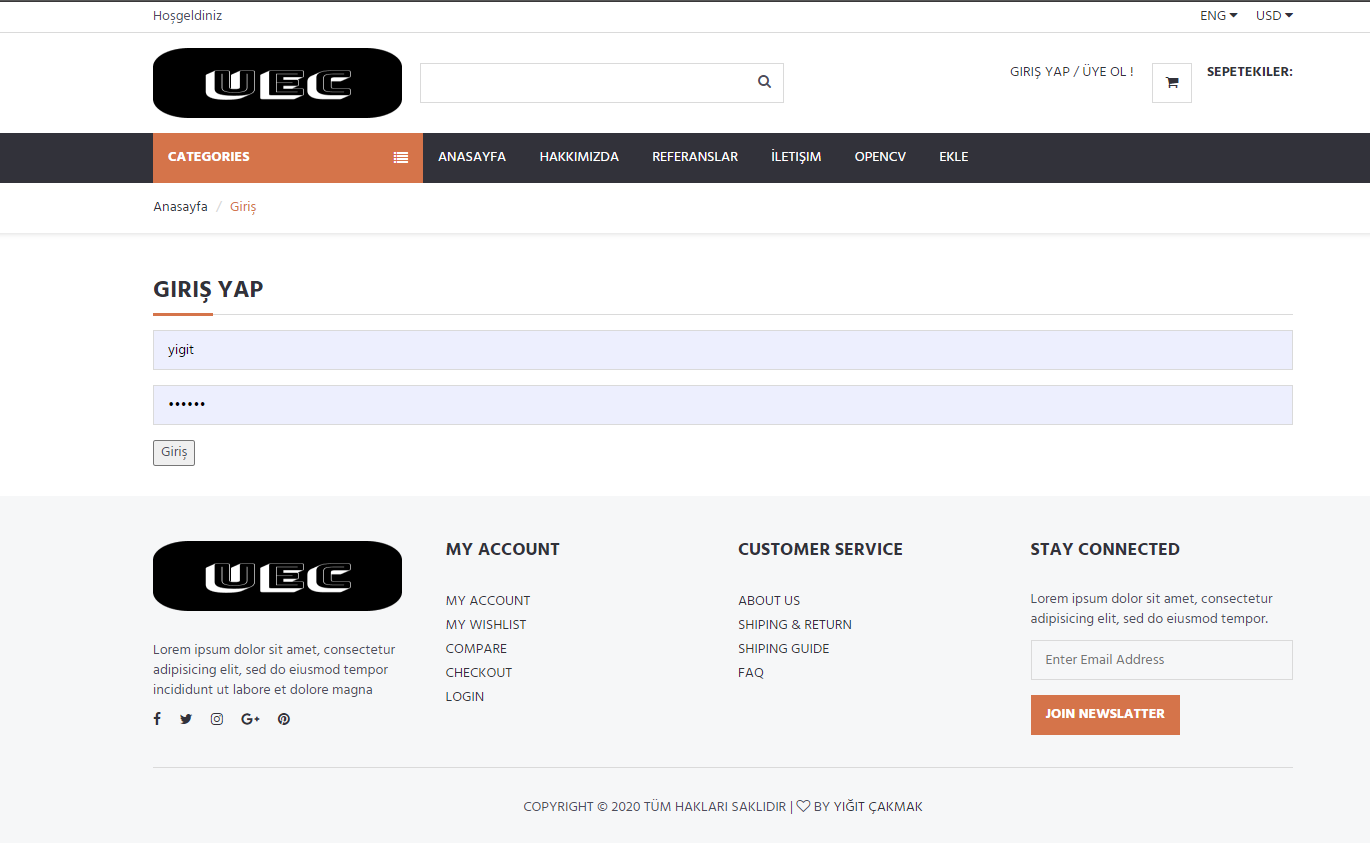 Hoşgeldiniz ENG USD
UEC GIRIŞ YAP / ÜYE OL ! SEPETEKILER:
CATEGORIES ANASAYFA HAKKIMIZDA REFERANSLAR İLETIŞIM OPENCV EKLE
Anasayfa / Giriş
GIRIŞ YAP
yigit
••••••
Giriş
UEC
Lorem ipsum dolor sit amet, consectetur
adipisicing elit, sed do eiusmod tempor
incididunt ut labore et dolore magna
MY ACCOUNT
MY ACCOUNT
MY WISHLIST
COMPARE
CHECKOUT
LOGIN
CUSTOMER SERVICE
ABOUT US
SHIPING & RETURN
SHIPING GUIDE
FAQ
STAY CONNECTED
Lorem ipsum dolor sit amet, consectetur
adipisicing elit, sed do eiusmod tempor.
Enter Email Address
JOIN NEWSLATTER
COPYRIGHT © 2020 TÜM HAKLARI SAKLIDIR | ♡ BY YIĞIT ÇAKMAK